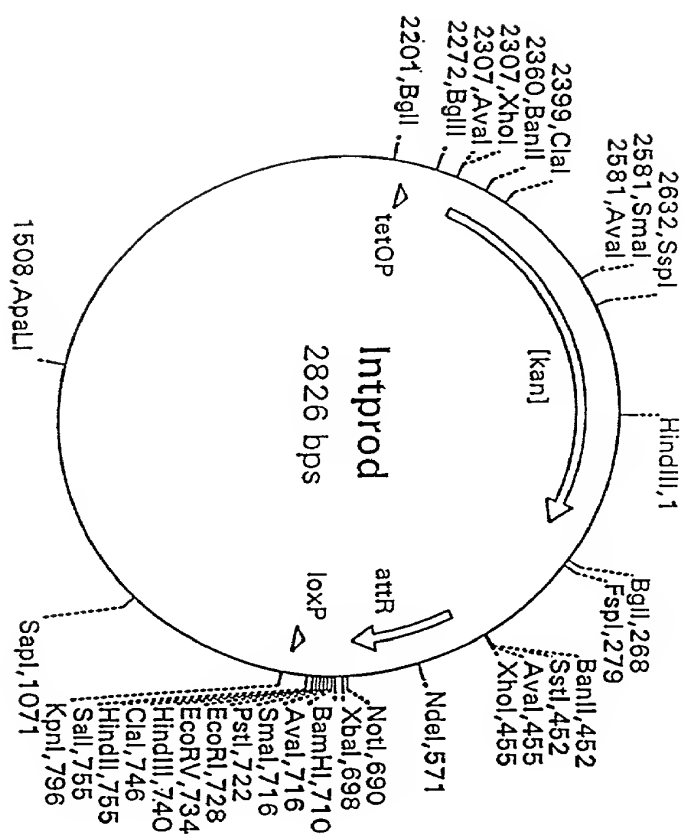 2201,BglI
2272,BglII
2307,AvaI
2307,XhoI
2360,BanII
2399,ClaI
2581,AvaI
2581,SmaI
2632,SspI
HindIII,1
BglI,268
FspI,279
BanII,452
SstI,452
AvaI,455
XhoI,455
NdeI,571
NotI,690
XbaI,698
BamHI,710
AvaI,716
SmaI,716
PstI,722
EcoRI,728
EcoRV,734
HindIII,740
ClaI,746
HindII,755
SalI,755
KpnI,796
SapI,1071
1508,ApaLI
tetOP
[kan]
attR
loxP
Intprod
2826 bps